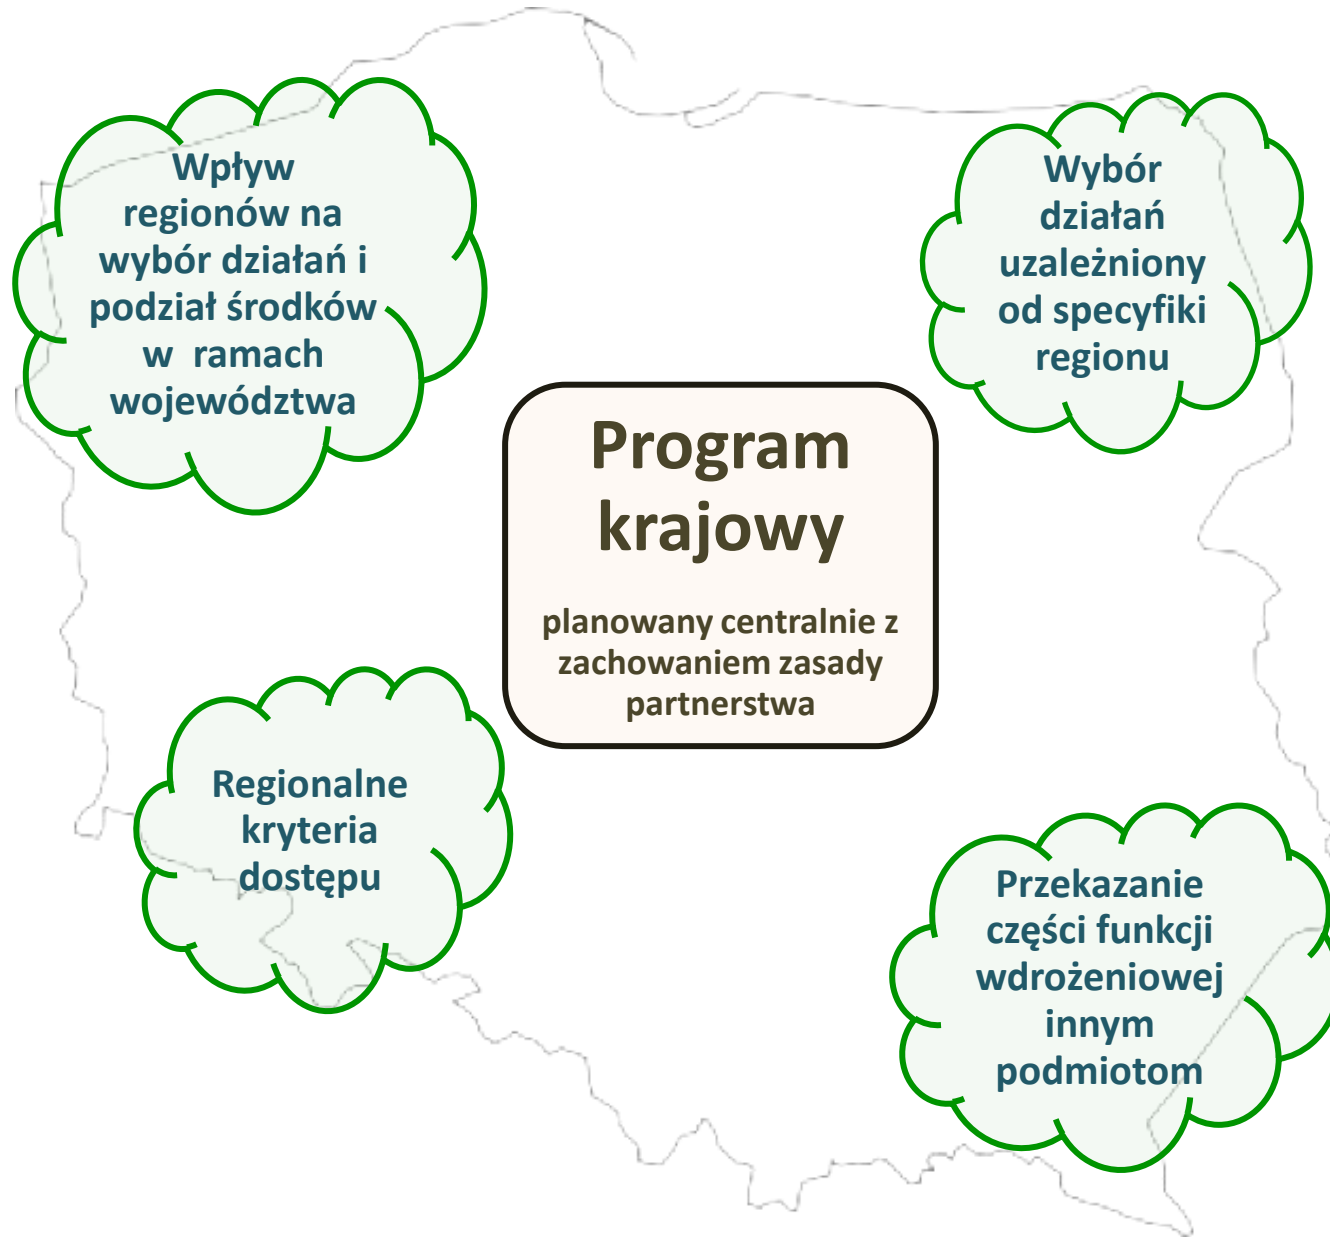 Wpływ
regionów na
wybór działań i
podział środków
w ramach
województwa
Wybór
działań
uzależniony
od specyfiki
regionu
Program
krajowy
planowany centralnie z
zachowaniem zasady
partnerstwa
Regionalne
kryteria
dostępu
Przekazanie
części funkcji
wdrożeniowej
innym
podmiotom